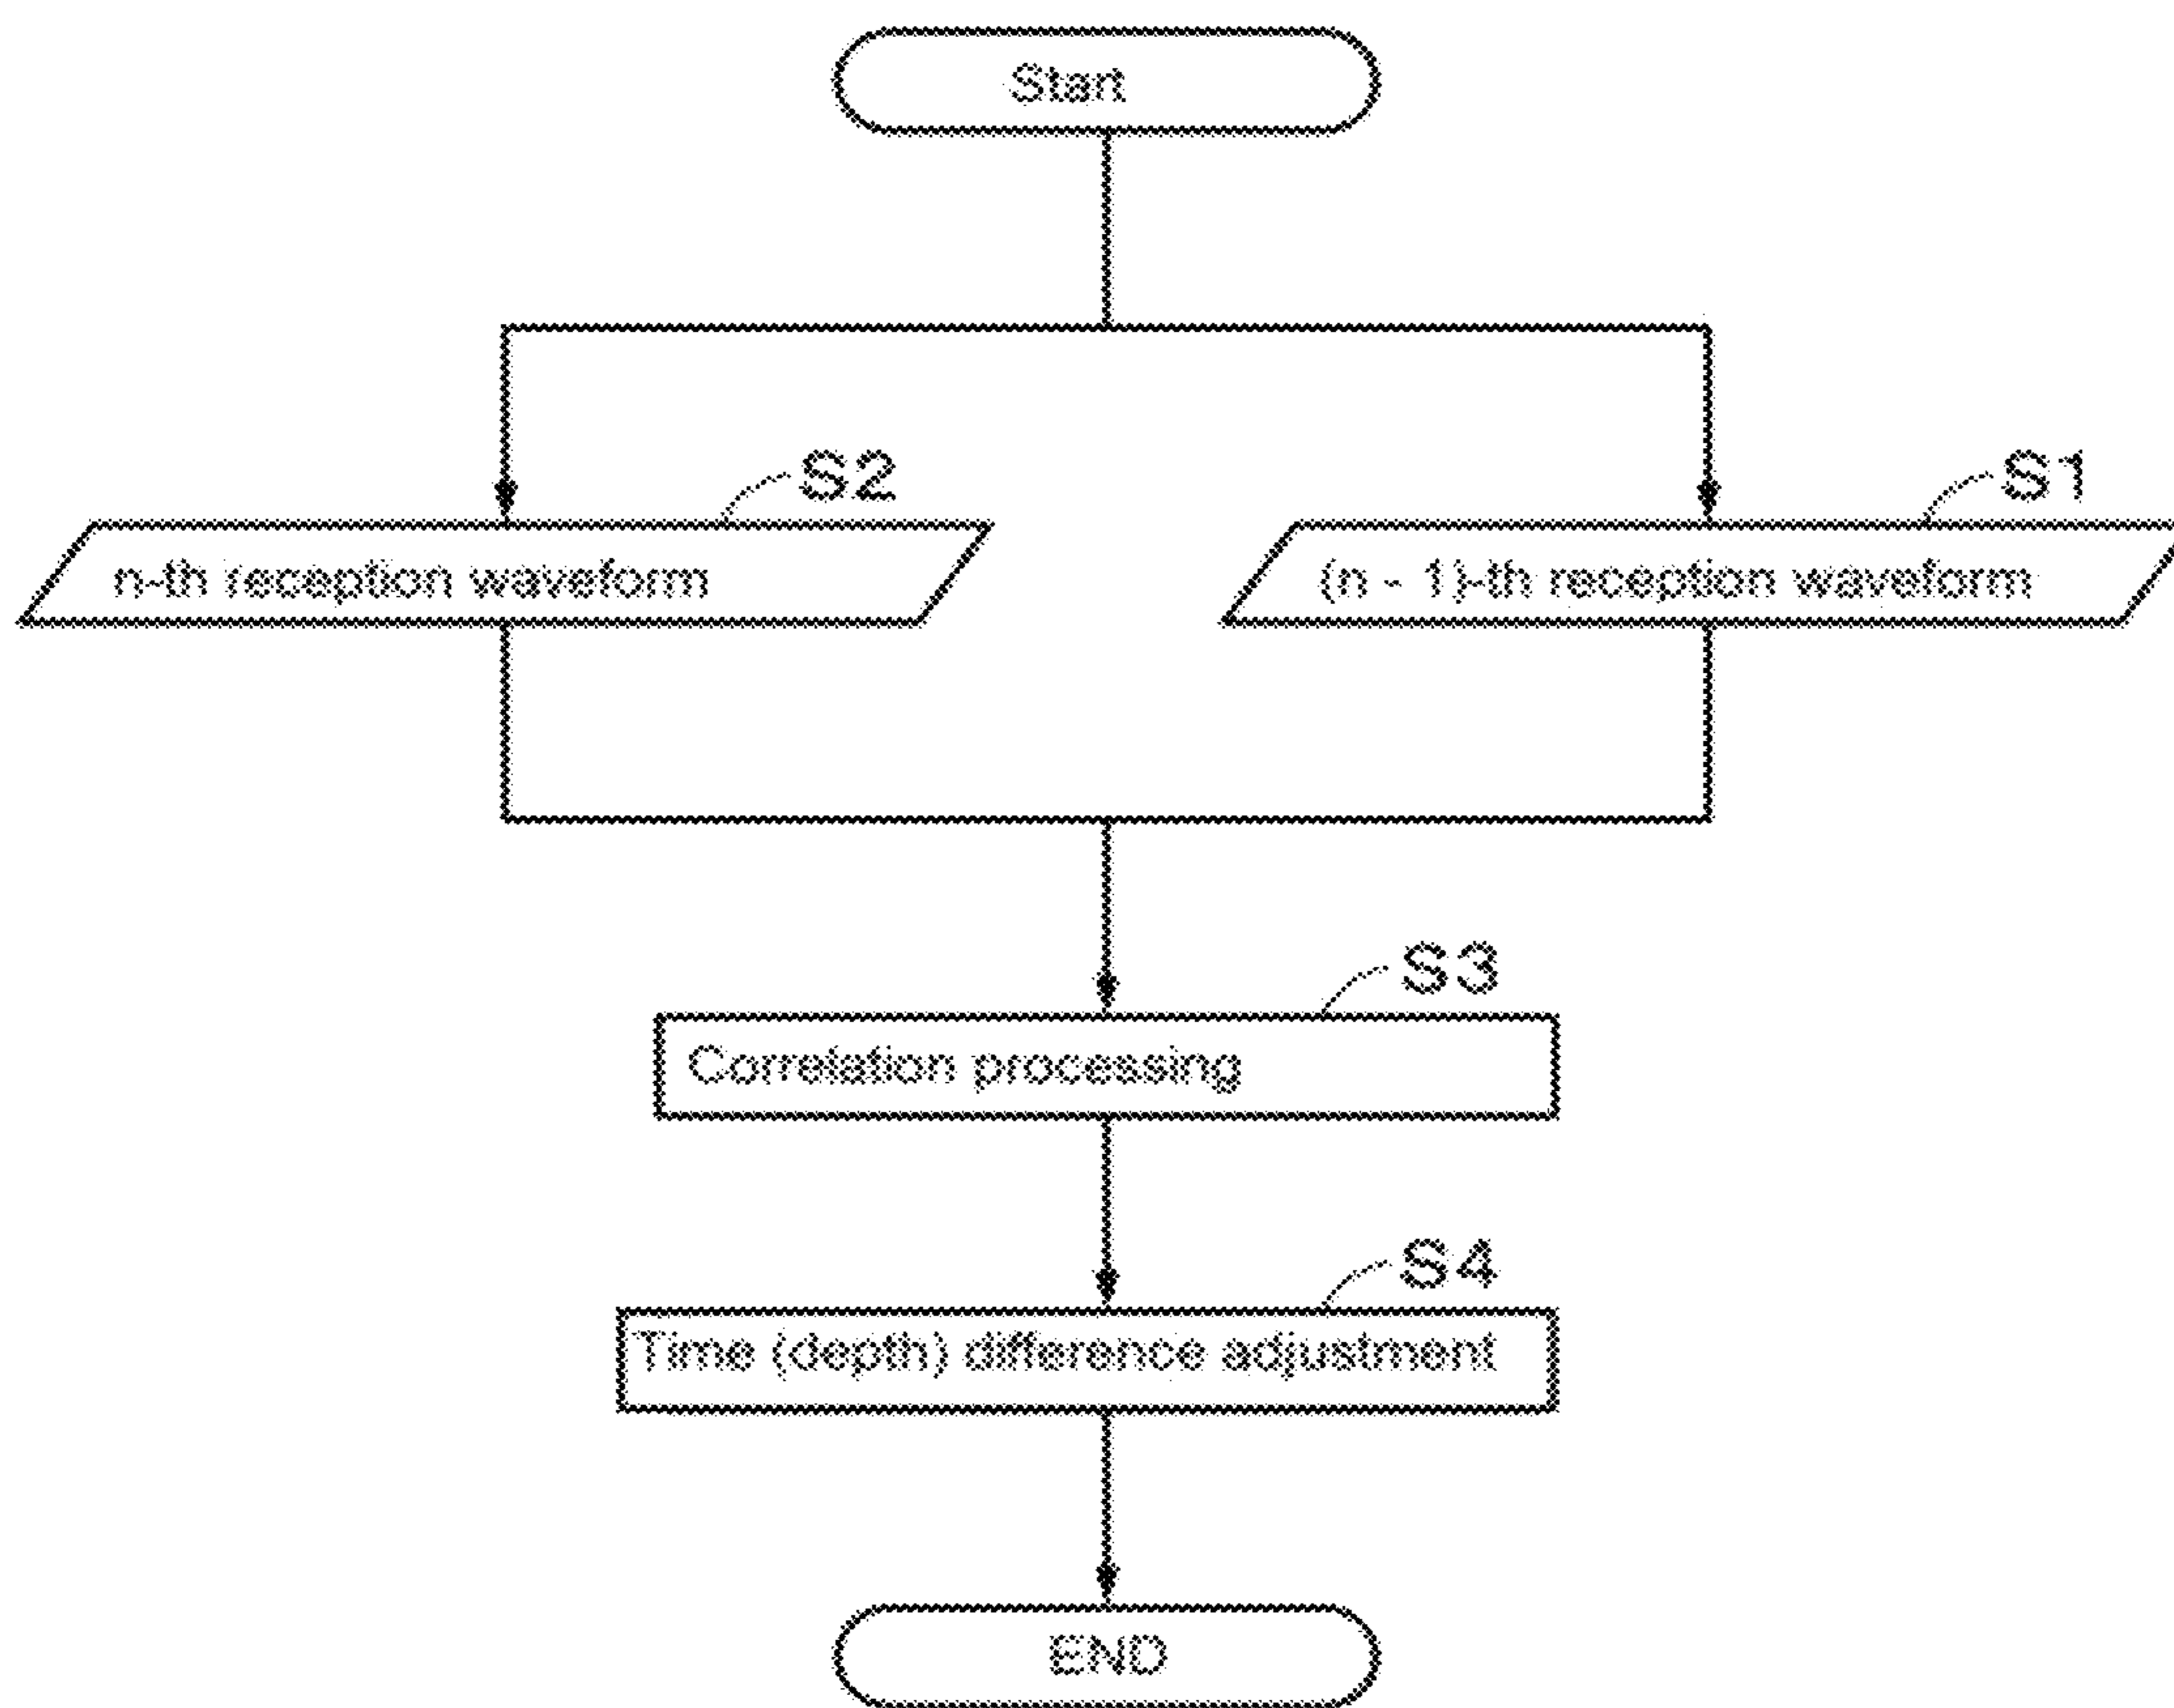 Start
S2
S1
n-th reception waveform
(n - 1)-th reception waveform
S3
Correlation processing
S4
Time (depth) difference adjustment
END